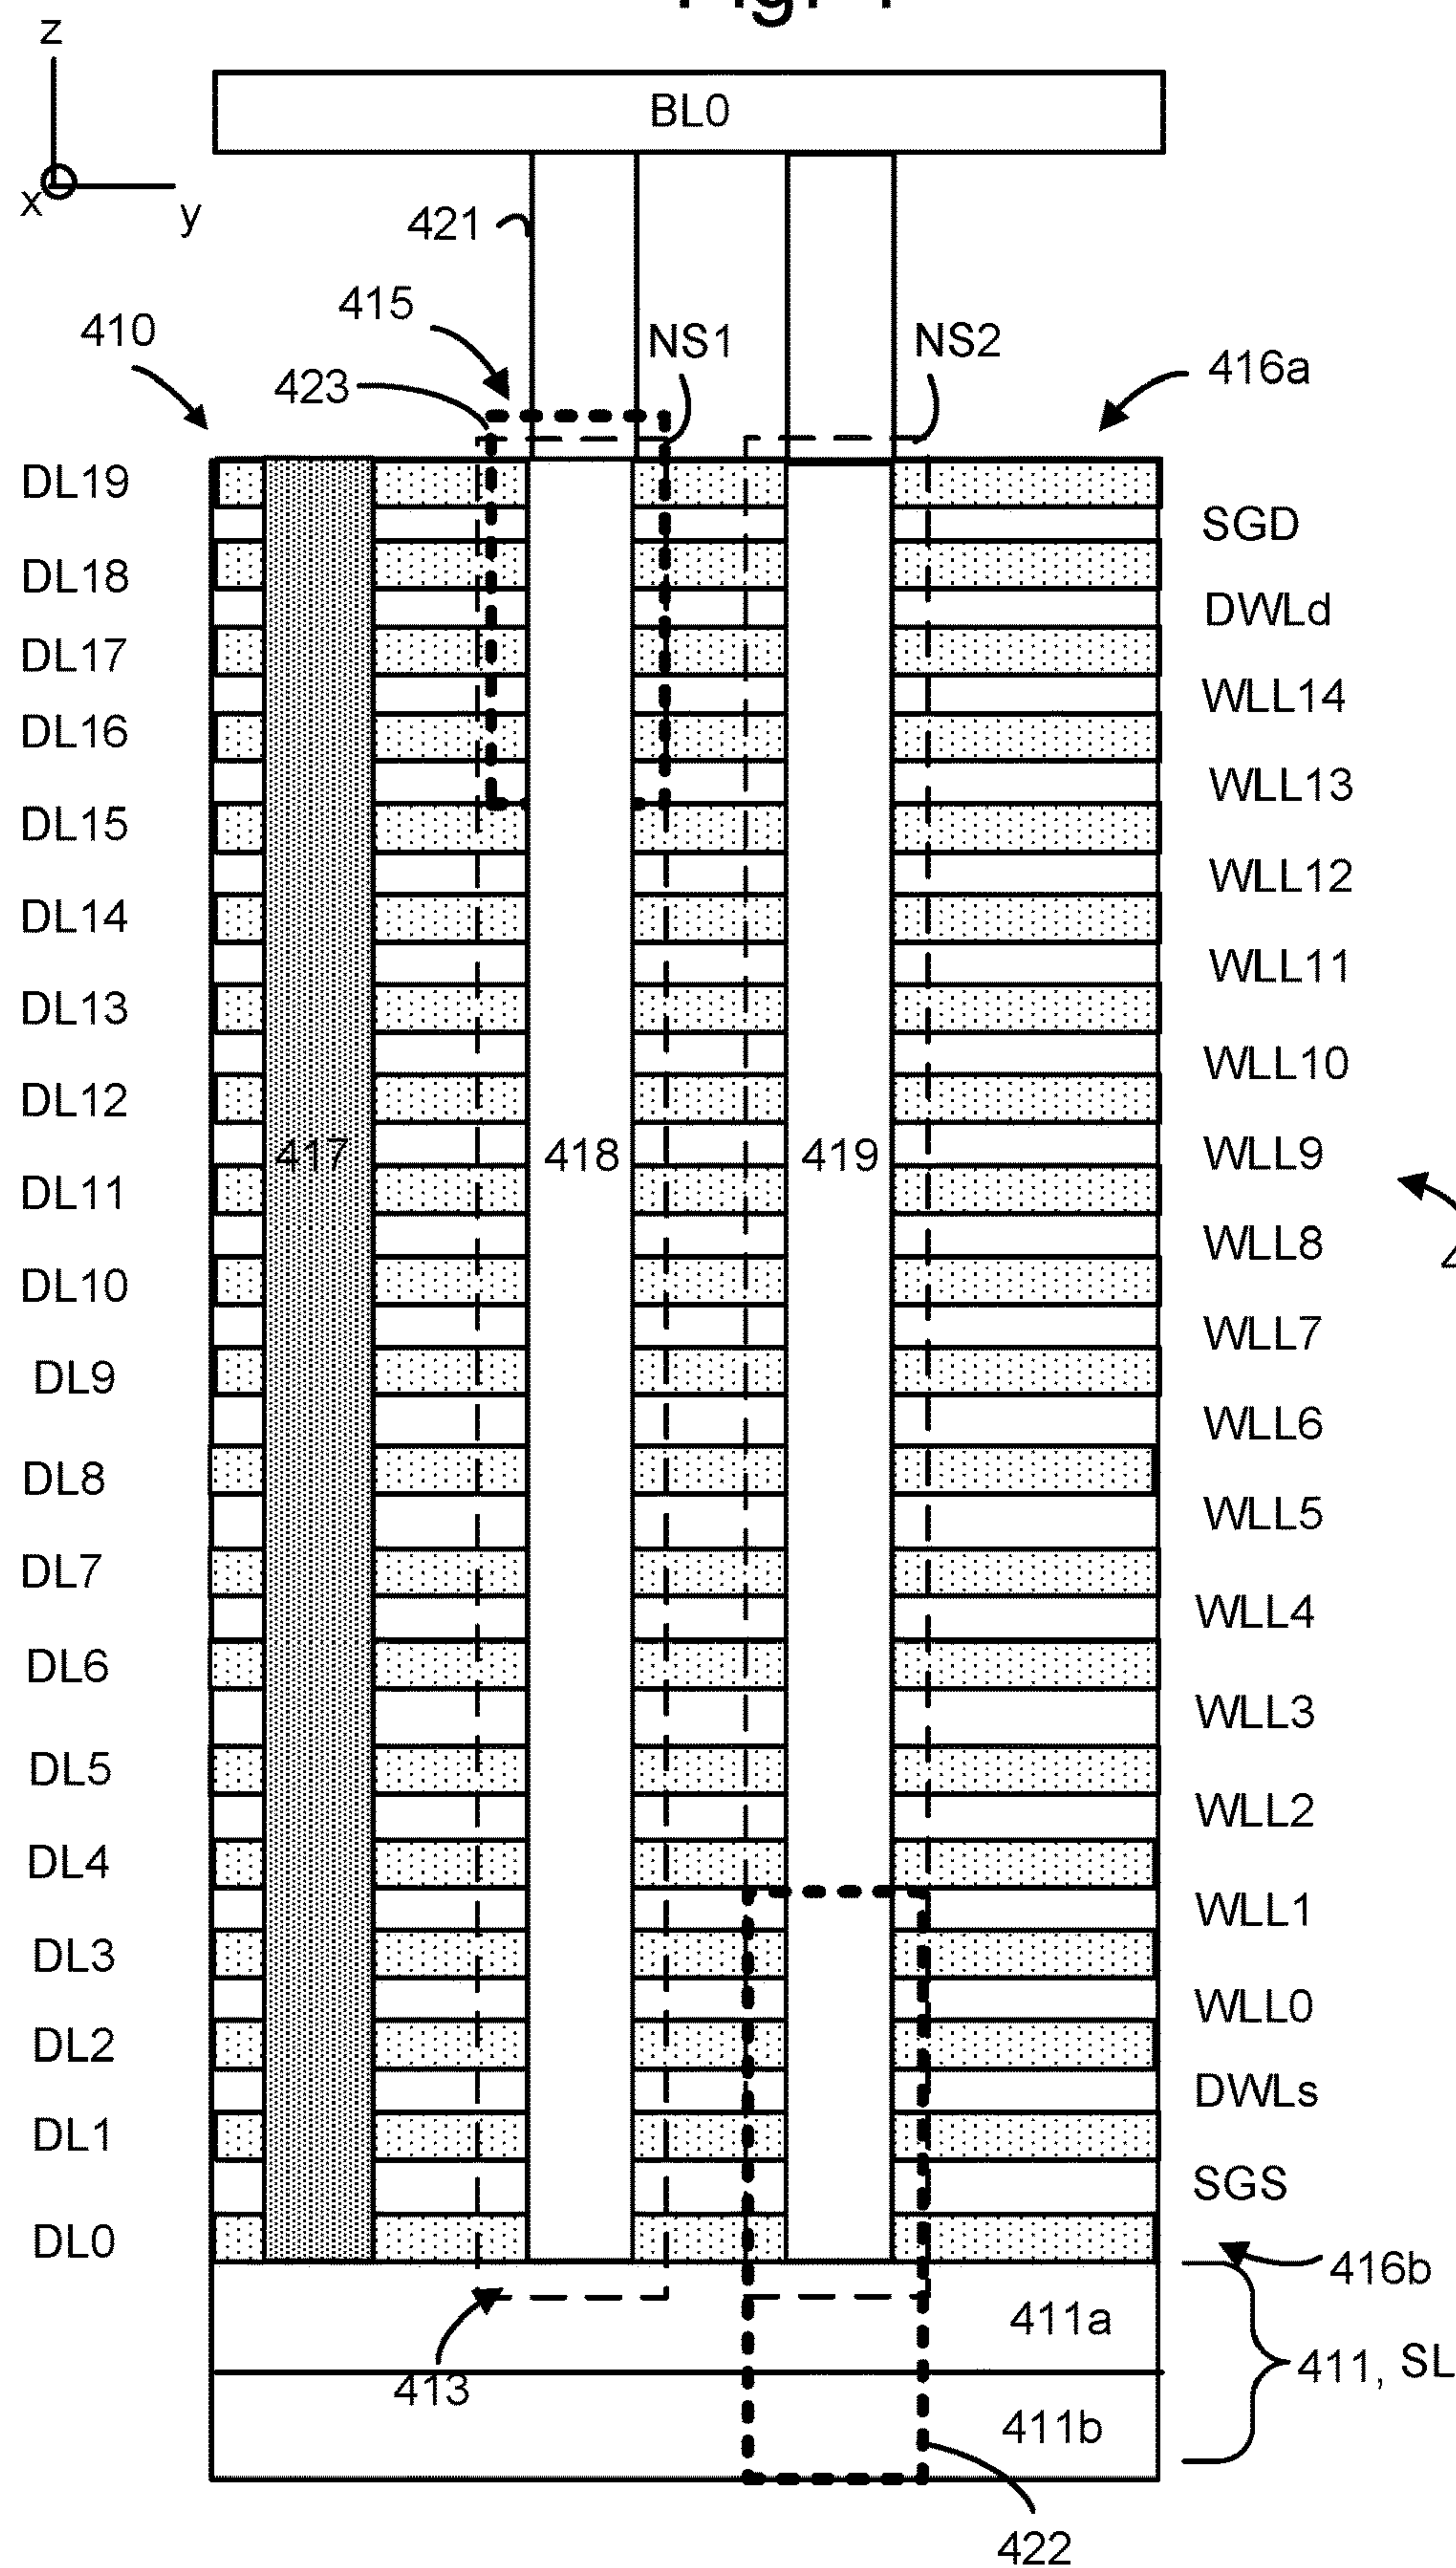 z
BL0
x
y
421
415
NS1
NS2
410
423
416a
DL19
SGD
DL18
DWLd
DL17
WLL14
DL16
WLL13
DL15
WLL12
DL14
WLL11
DL13
WLL10
DL12
417
418
419
WLL9
DL11
WLL8
DL10
WLL7
DL9
WLL6
DL8
WLL5
DL7
WLL4
DL6
WLL3
DL5
WLL2
DL4
WLL1
DL3
WLL0
DL2
DWLs
DL1
SGS
DL0
416b
411a
411, SL
413
411b
422